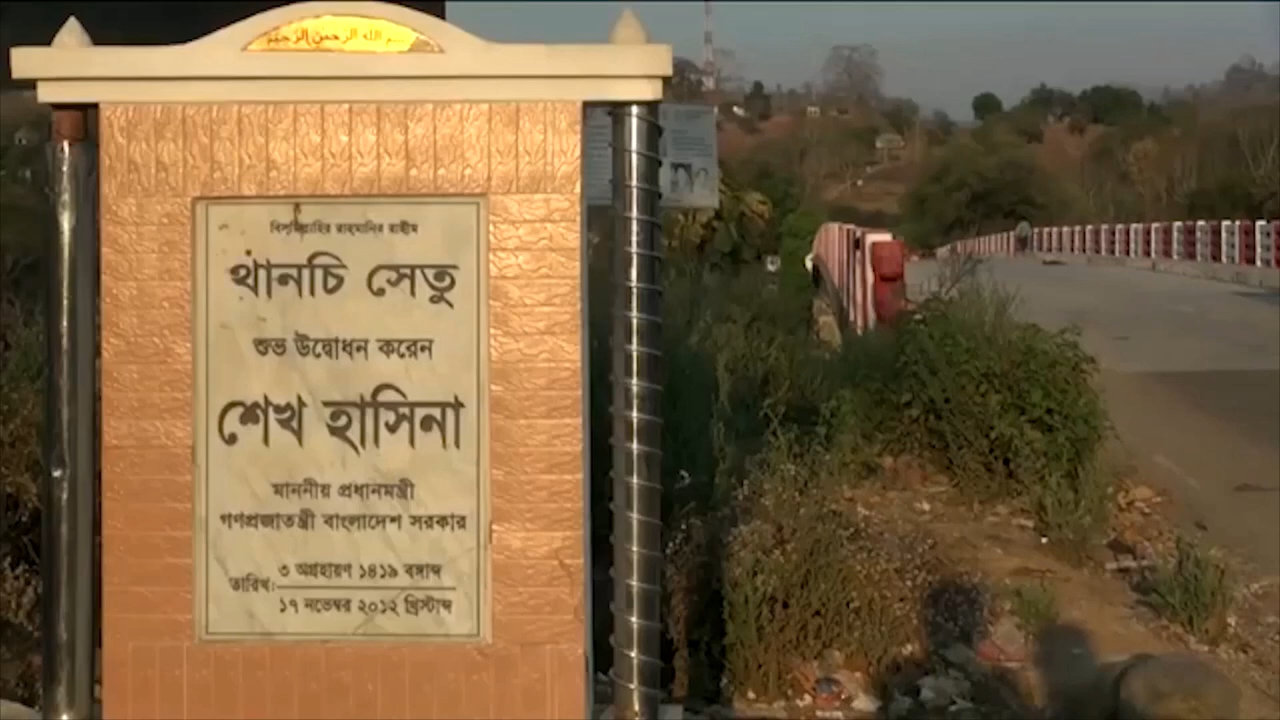 بسم الله الرحمن الرحيم
বিসমিল্লাহির রাহমানির রাহীম
থানচি সেতু
শুভ উদ্বোধন করেন
শেখ হাসিনা
মাননীয় প্রধানমন্ত্রী
গণপ্রজাতন্ত্রী বাংলাদেশ সরকার
তারিখ:
৩ অগ্রহায়ণ ১৪১৯ বঙ্গাব্দ
১৭ নভেম্বর ২০১২ খ্রিস্টাব্দ